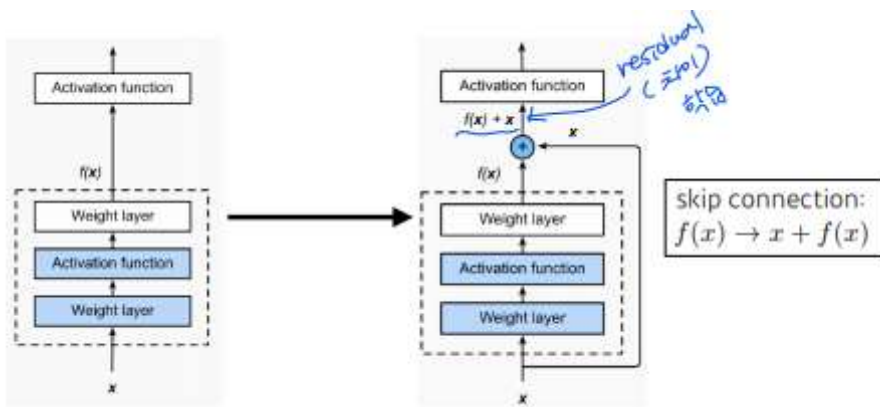 Activation function
f(x)
Weight layer
Activation function
Weight layer
x
residual
(차이)
학습
Activation function
f(x) + x
x
+
f(x)
Weight layer
Activation function
Weight layer
x
skip connection:
f(x) → x + f(x)